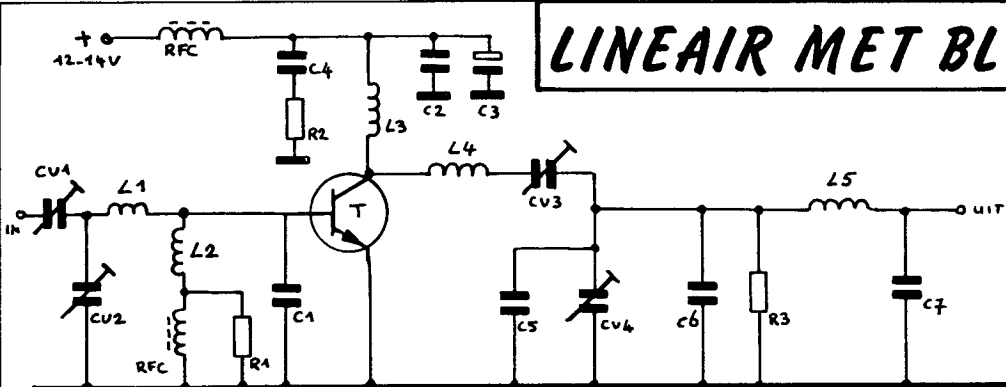 LINEAIR MET BL
+
12-14V
RFC
C4
R2
L3
C2
C3
CV1
L1
L4
CV3
L5
IN
T
UIT
L2
CV2
RFC
R1
C1
C5
CV4
C6
R3
C7